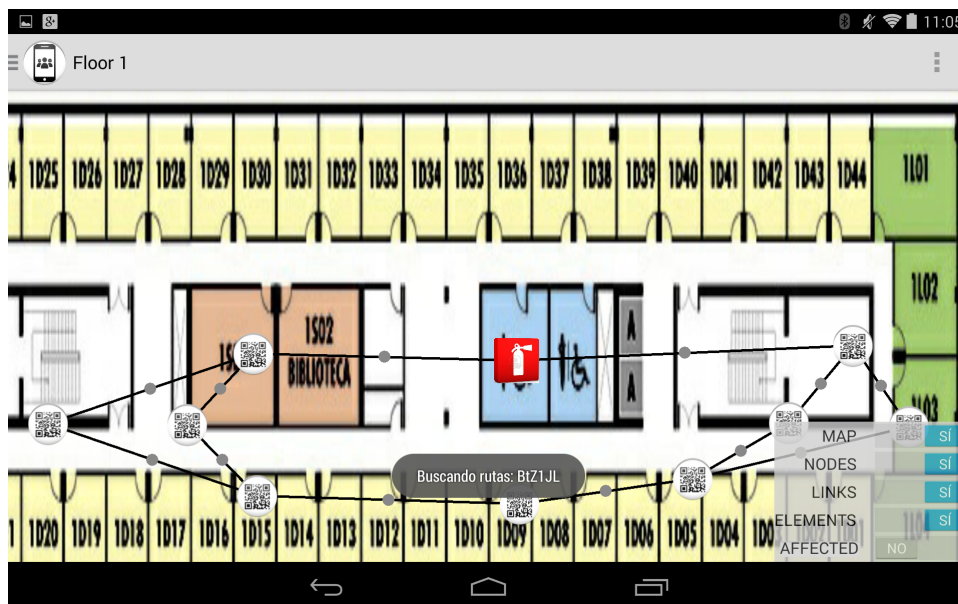 8+
11:05
Floor 1
1D25 1D26 1D27 1D28 1D29 1D30 1D31 1D32 1D33 1D34 1D35 1D36 1D37 1D38 1D39 1D40 1D41 1D42 1D43 1D44 1L01
1L02
1S02
BIBLIOTECA
A
A
1L03
MAP SÍ
NODES SÍ
LINKS SÍ
ELEMENTS SÍ
AFFECTED NO
Buscando rutas: BtZ1JL
1D20 1D19 1D18 1D17 1D16 1D15 1D14 1D13 1D12 1D11 1D10 1D09 1D08 1D07 1D06 1D05 1D04